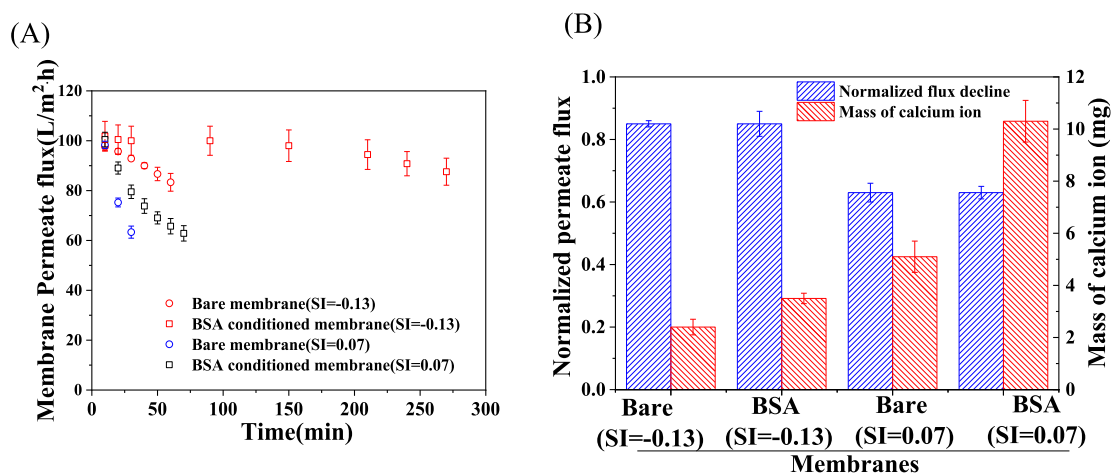 (A)
Membrane Permeate flux(L/m²·h)
120
100
80
60
40
20
0
Bare membrane(SI=-0.13)
BSA conditioned membrane(SI=-0.13)
Bare membrane(SI=0.07)
BSA conditioned membrane(SI=0.07)
0 50 100 150 200 250 300
Time(min)
(B)
Normalized permeate flux
1.0
0.8
0.6
0.4
0.2
0.0
Normalized flux decline
Mass of calcium ion
12
10
8
6
4
2
0
Mass of calcium ion (mg)
Bare BSA Bare BSA
(SI=-0.13) (SI=-0.13) (SI=0.07) (SI=0.07)
Membranes